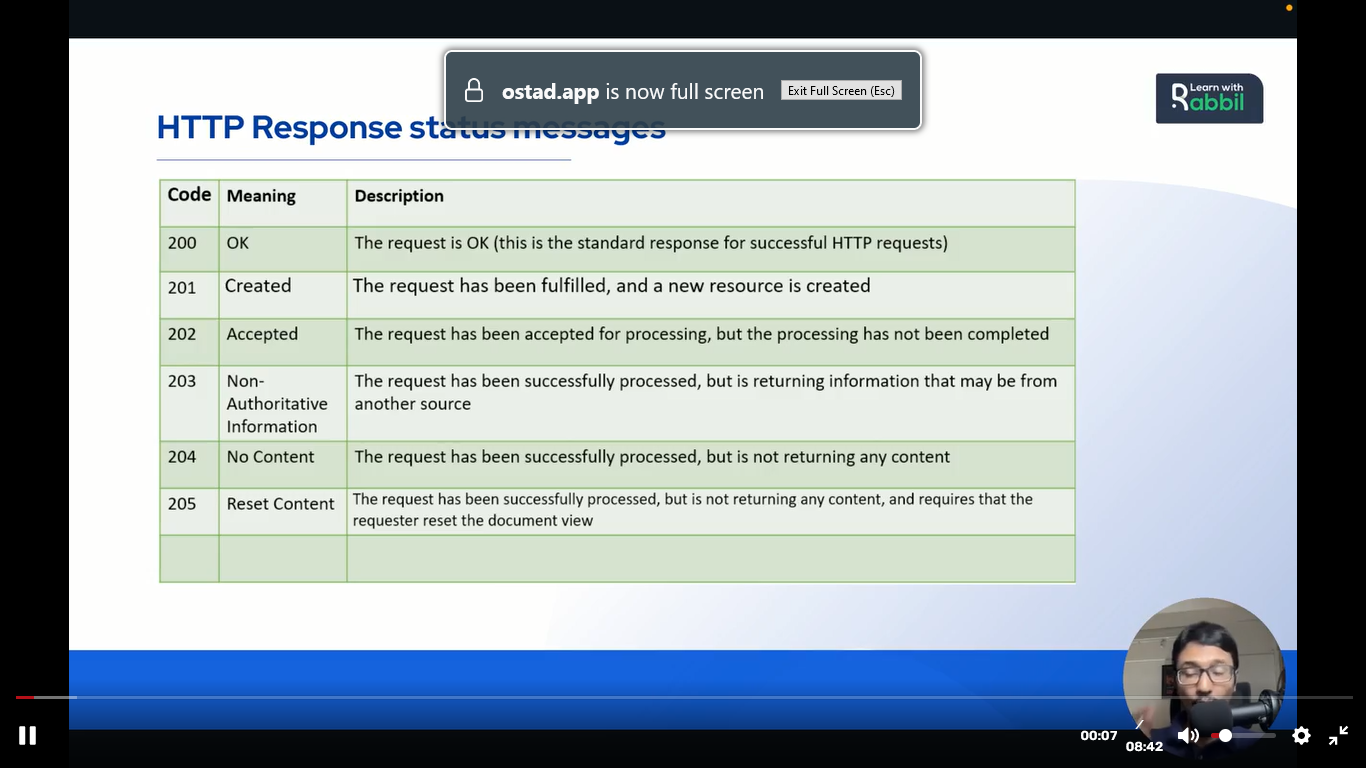 ostad.app is now full screen Exit Full Screen (Esc)
Learn with
Rabbil
HTTP Response status messages
Code Meaning Description
200 OK The request is OK (this is the standard response for successful HTTP requests)
201 Created The request has been fulfilled, and a new resource is created
202 Accepted The request has been accepted for processing, but the processing has not been completed
203 Non-
Authoritative
Information
The request has been successfully processed, but is returning information that may be from
another source
204 No Content The request has been successfully processed, but is not returning any content
205 Reset Content The request has been successfully processed, but is not returning any content, and requires that the
requester reset the document view
00:07 /
08:42